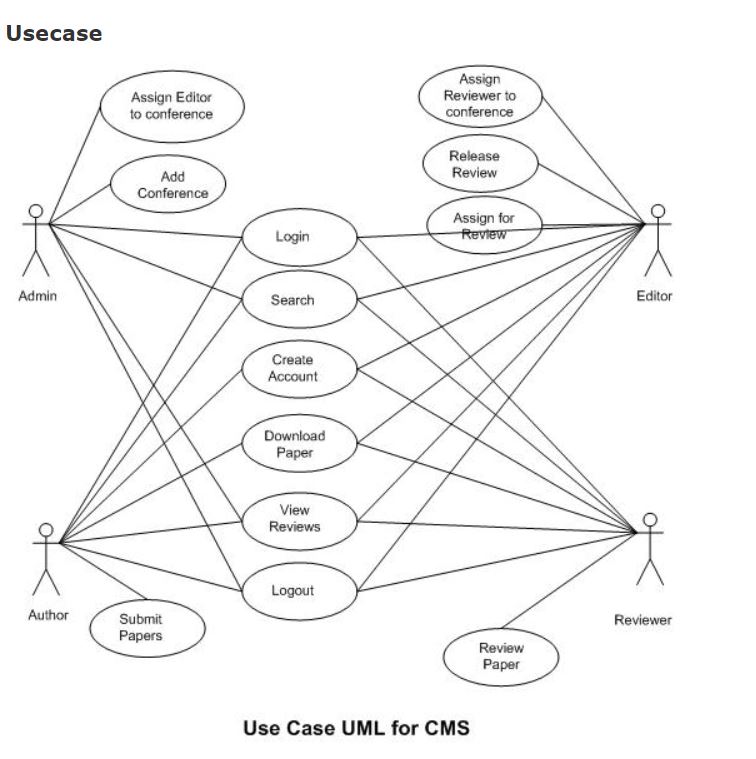 Usecase
Assign Editor
to conference
Assign
Reviewer to
conference
Add
Conference
Release
Review
Assign for
Review
Login
Admin
Search
Editor
Create
Account
Download
Paper
View
Reviews
Logout
Author
Submit
Papers
Reviewer
Review
Paper
Use Case UML for CMS